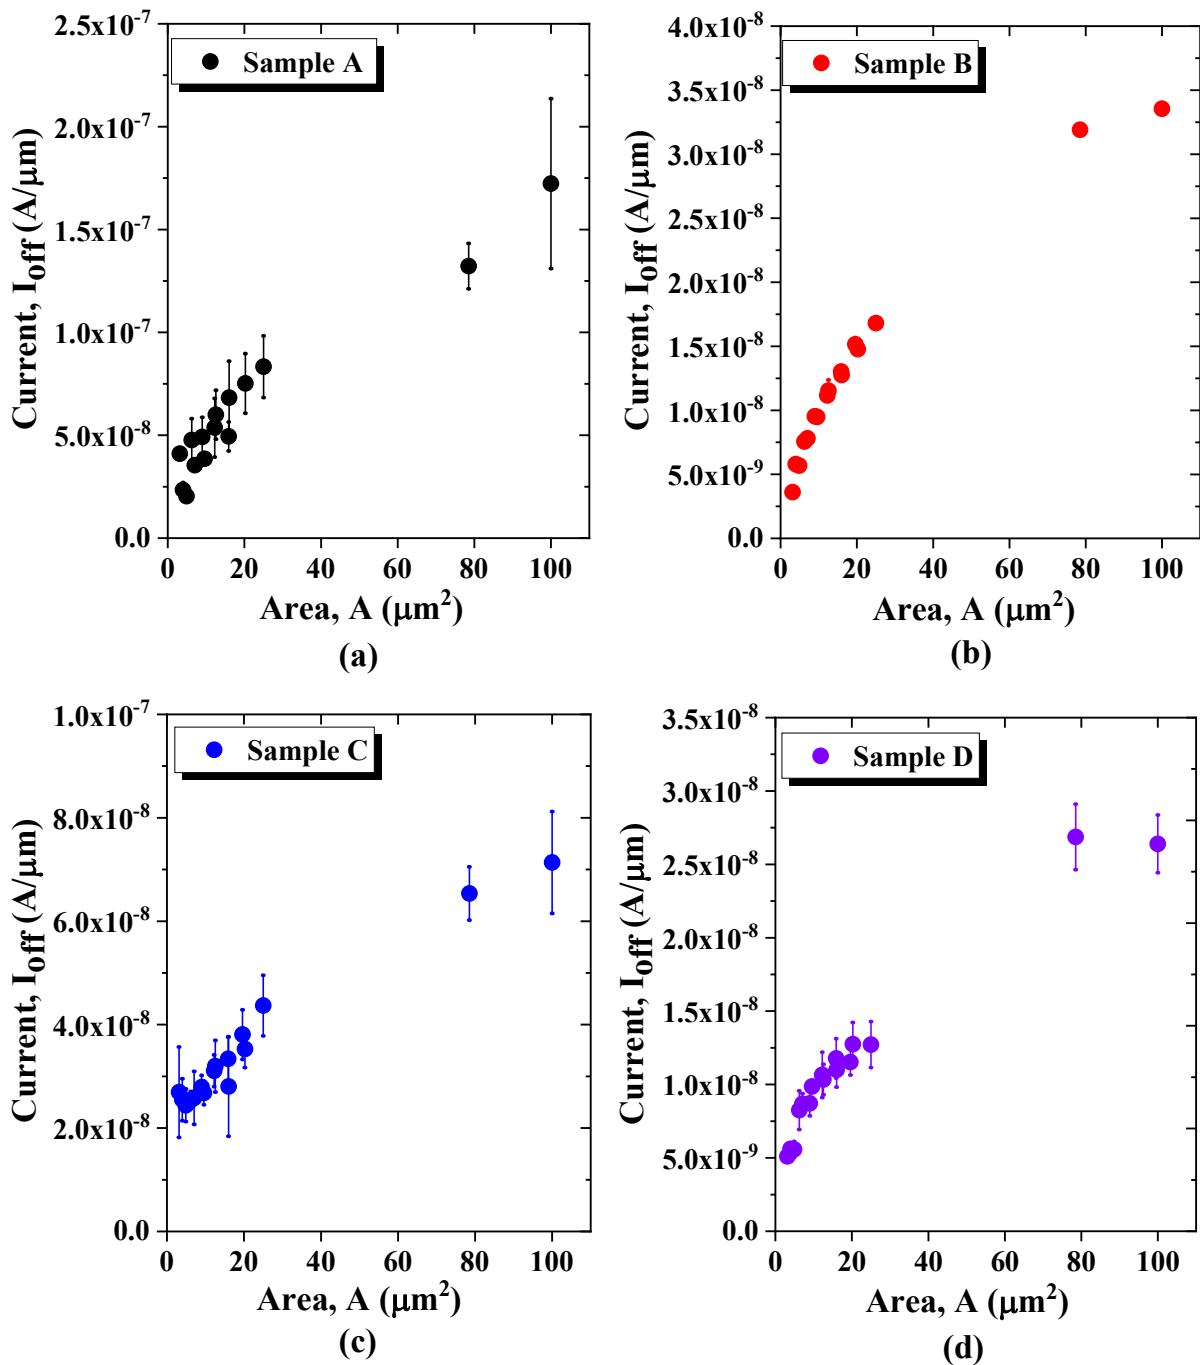 2.5x10⁻⁷
2.0x10⁻⁷
1.5x10⁻⁷
1.0x10⁻⁷
5.0x10⁻⁸
0.0
Current, I_off (A/μm)
Sample A
0 20 40 60 80 100
Area, A (μm²)
(a)
4.0x10⁻⁸
3.5x10⁻⁸
3.0x10⁻⁸
2.5x10⁻⁸
2.0x10⁻⁸
1.5x10⁻⁸
1.0x10⁻⁸
5.0x10⁻⁹
0.0
Current, I_off (A/μm)
Sample B
0 20 40 60 80 100
Area, A (μm²)
(b)
1.0x10⁻⁷
8.0x10⁻⁸
6.0x10⁻⁸
4.0x10⁻⁸
2.0x10⁻⁸
0.0
Current, I_off (A/μm)
Sample C
0 20 40 60 80 100
Area, A (μm²)
(c)
3.5x10⁻⁸
3.0x10⁻⁸
2.5x10⁻⁸
2.0x10⁻⁸
1.5x10⁻⁸
1.0x10⁻⁸
5.0x10⁻⁹
0.0
Current, I_off (A/μm)
Sample D
0 20 40 60 80 100
Area, A (μm²)
(d)